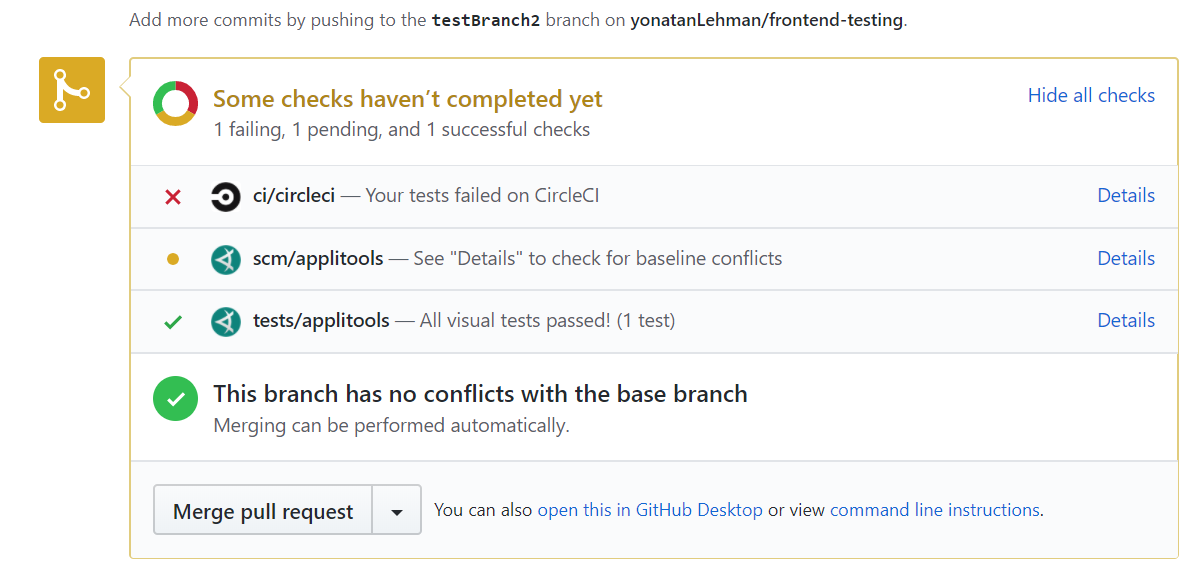 Add more commits by pushing to the testBranch2 branch on yonatanLehman/frontend-testing.
Some checks haven’t completed yet
Hide all checks
1 failing, 1 pending, and 1 successful checks
ci/circleci — Your tests failed on CircleCI
Details
scm/applitools — See "Details" to check for baseline conflicts
Details
tests/applitools — All visual tests passed! (1 test)
Details
This branch has no conflicts with the base branch
Merging can be performed automatically.
Merge pull request
You can also open this in GitHub Desktop or view command line instructions.